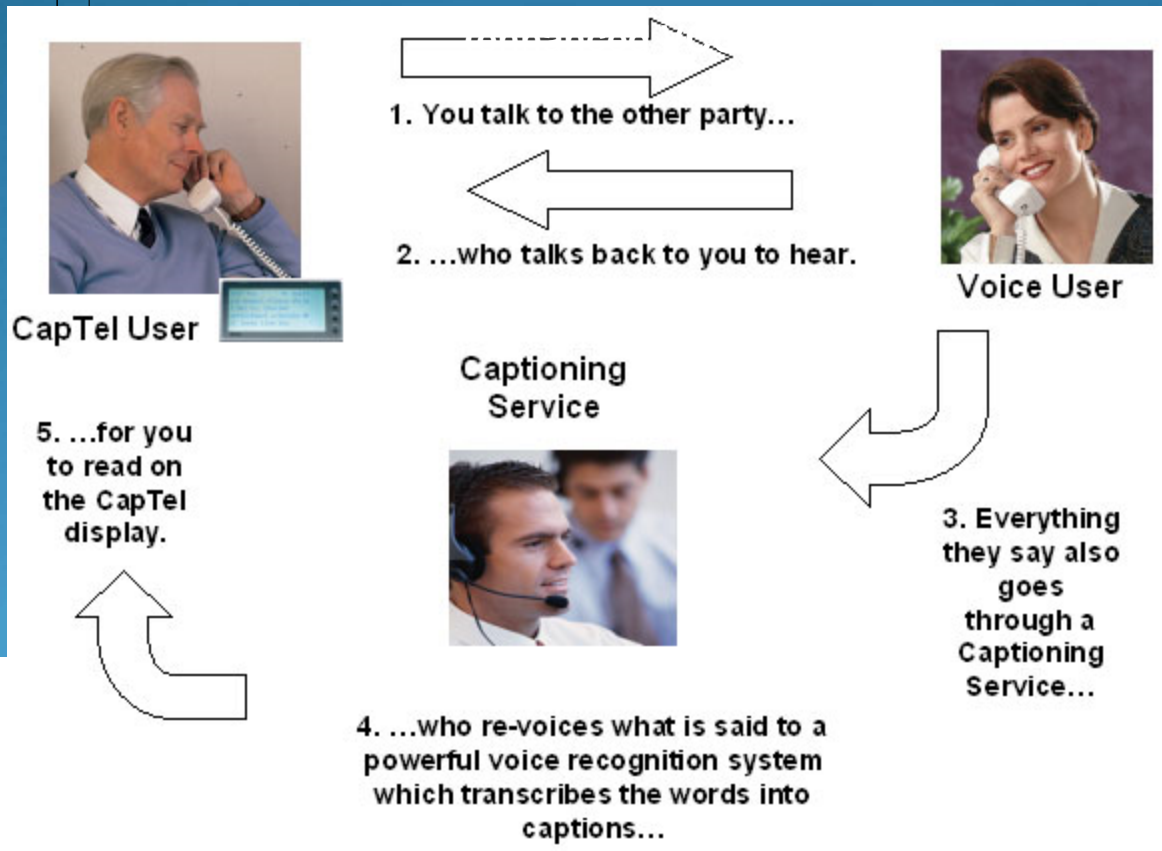 1. You talk to the other party...
2. ...who talks back to you to hear.
Voice User
CapTel User
Captioning
Service
5. ...for you
to read on
the CapTel
display.
3. Everything
they say also
goes
through a
Captioning
Service...
4. ...who re-voices what is said to a
powerful voice recognition system
which transcribes the words into
captions...